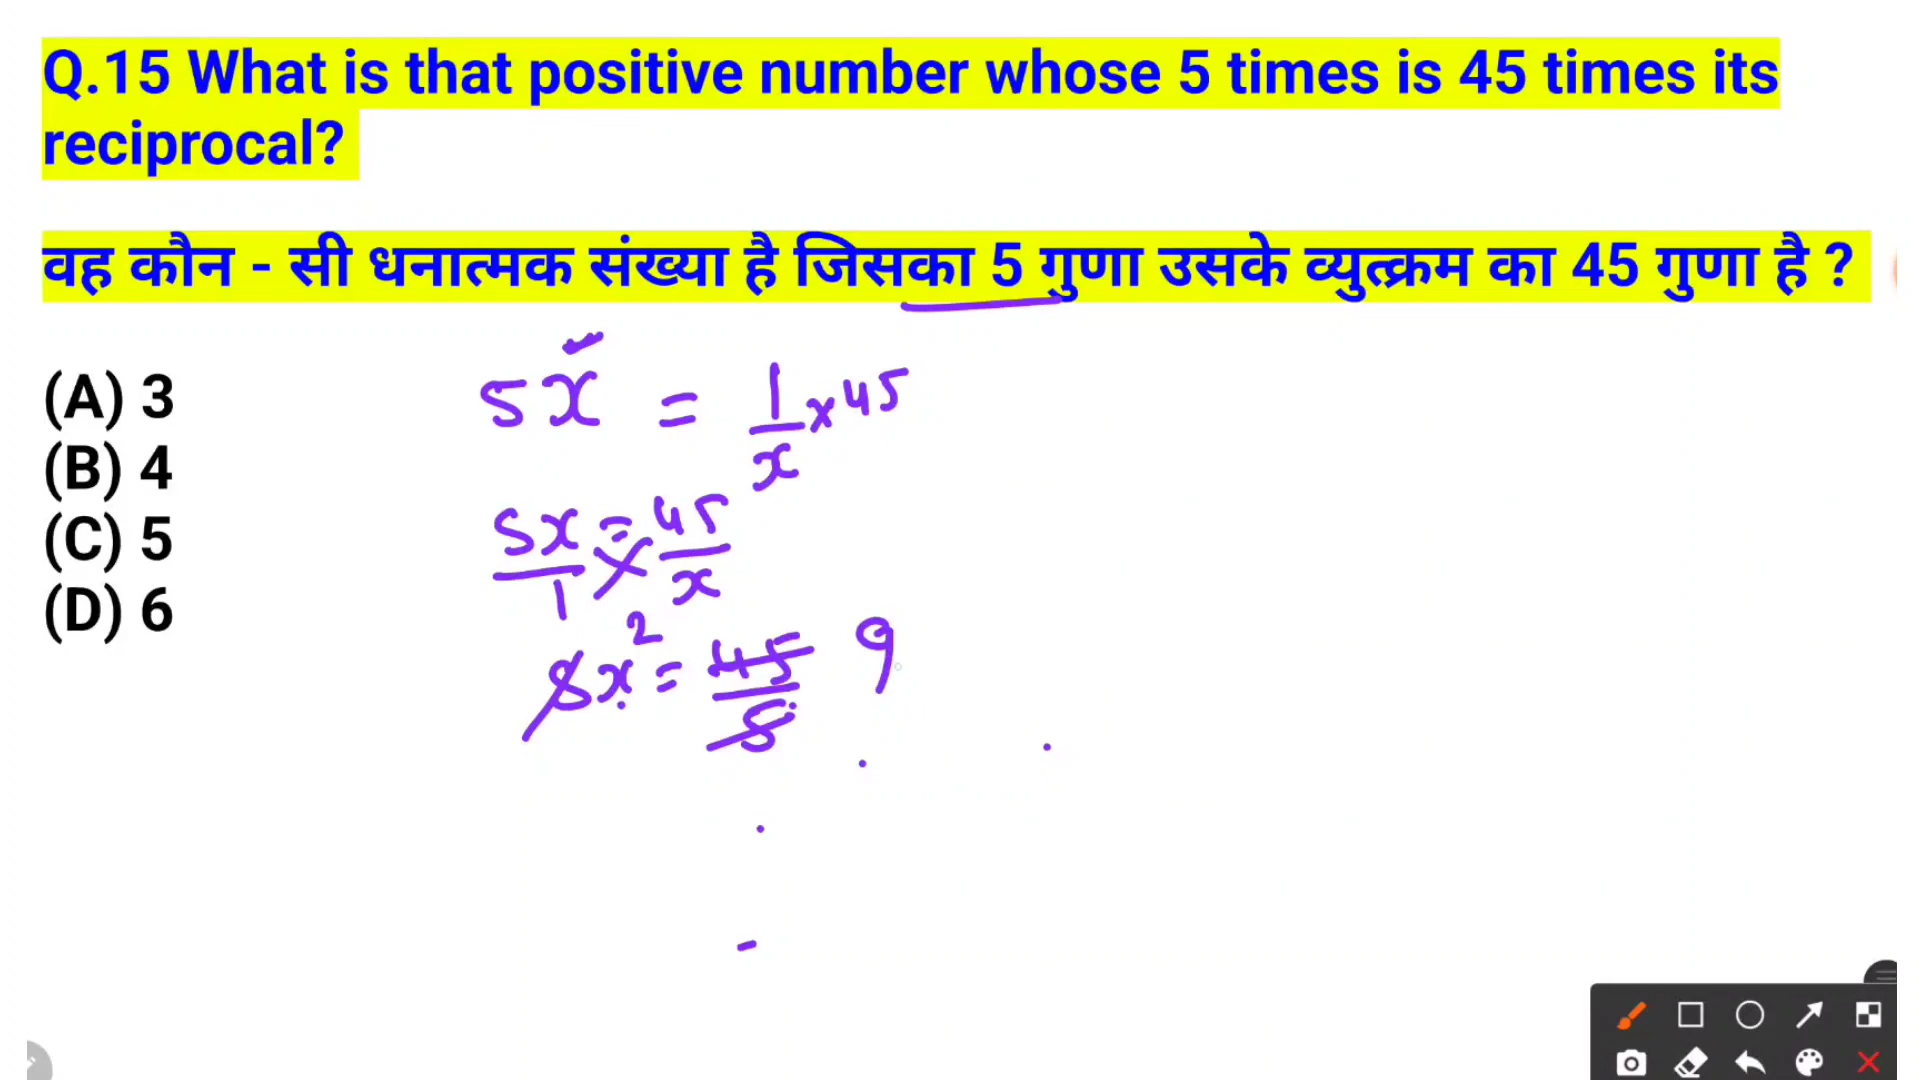 Q.15 What is that positive number whose 5 times is 45 times its
reciprocal?
वह कौन - सी धनात्मक संख्या है जिसका 5 गुणा उसके व्युत्क्रम का 45 गुणा है ?
(A) 3
(B) 4
(C) 5
(D) 6
5x = 1/x × 45
5x/1 = 45/x
5x² = 45/5 9